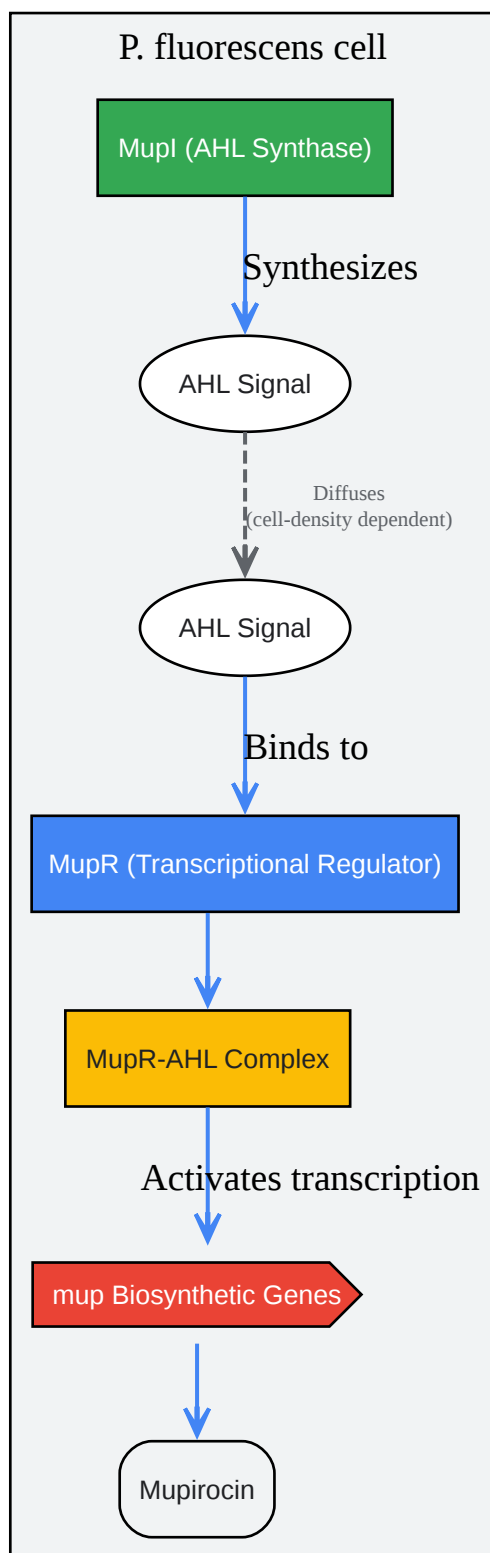 P. fluorescens cell
MupI (AHL Synthase)
Synthesizes
AHL Signal
Diffuses
(cell-density dependent)
AHL Signal
Binds to
MupR (Transcriptional Regulator)
MupR-AHL Complex
Activates transcription
mup Biosynthetic Genes
Mupirocin